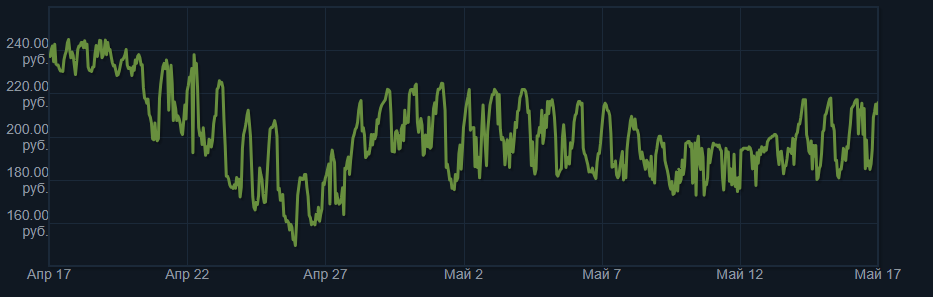 240.00
руб.
220.00
руб.
200.00
руб.
180.00
руб.
160.00
руб.
Апр 17 Апр 22 Апр 27 Май 2 Май 7 Май 12 Май 17